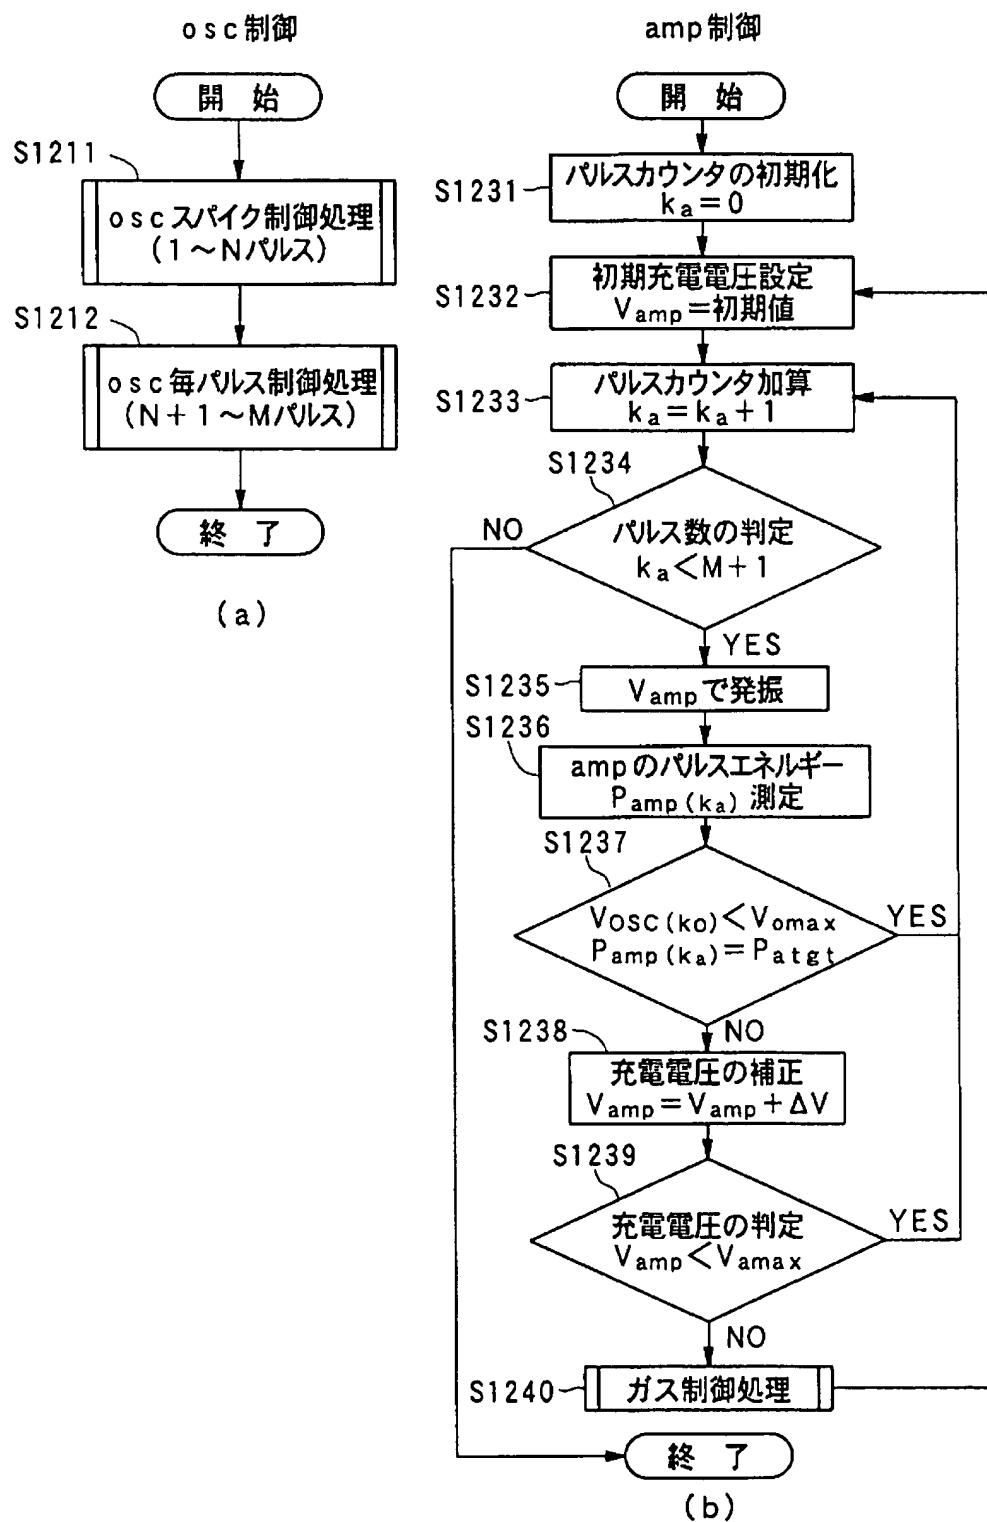 osc制御
開始
S1211
oscスパイク制御処理
(1～Nパルス)
S1212
osc毎パルス制御処理
(N+1～Mパルス)
終了
(a)
amp制御
開始
S1231
パルスカウンタの初期化
ka=0
S1232
初期充電電圧設定
Vamp=初期値
S1233
パルスカウンタ加算
ka=ka+1
S1234
NO
パルス数の判定
ka<M+1
YES
S1235
Vampで発振
S1236
ampのパルスエネルギー
Pamp(ka) 測定
S1237
Vosc(ko)<Vomax
Pamp(ka)=Patgt
YES
NO
S1238
充電電圧の補正
Vamp=Vamp+ΔV
S1239
充電電圧の判定
Vamp<Vamax
YES
NO
S1240
ガス制御処理
終了
(b)